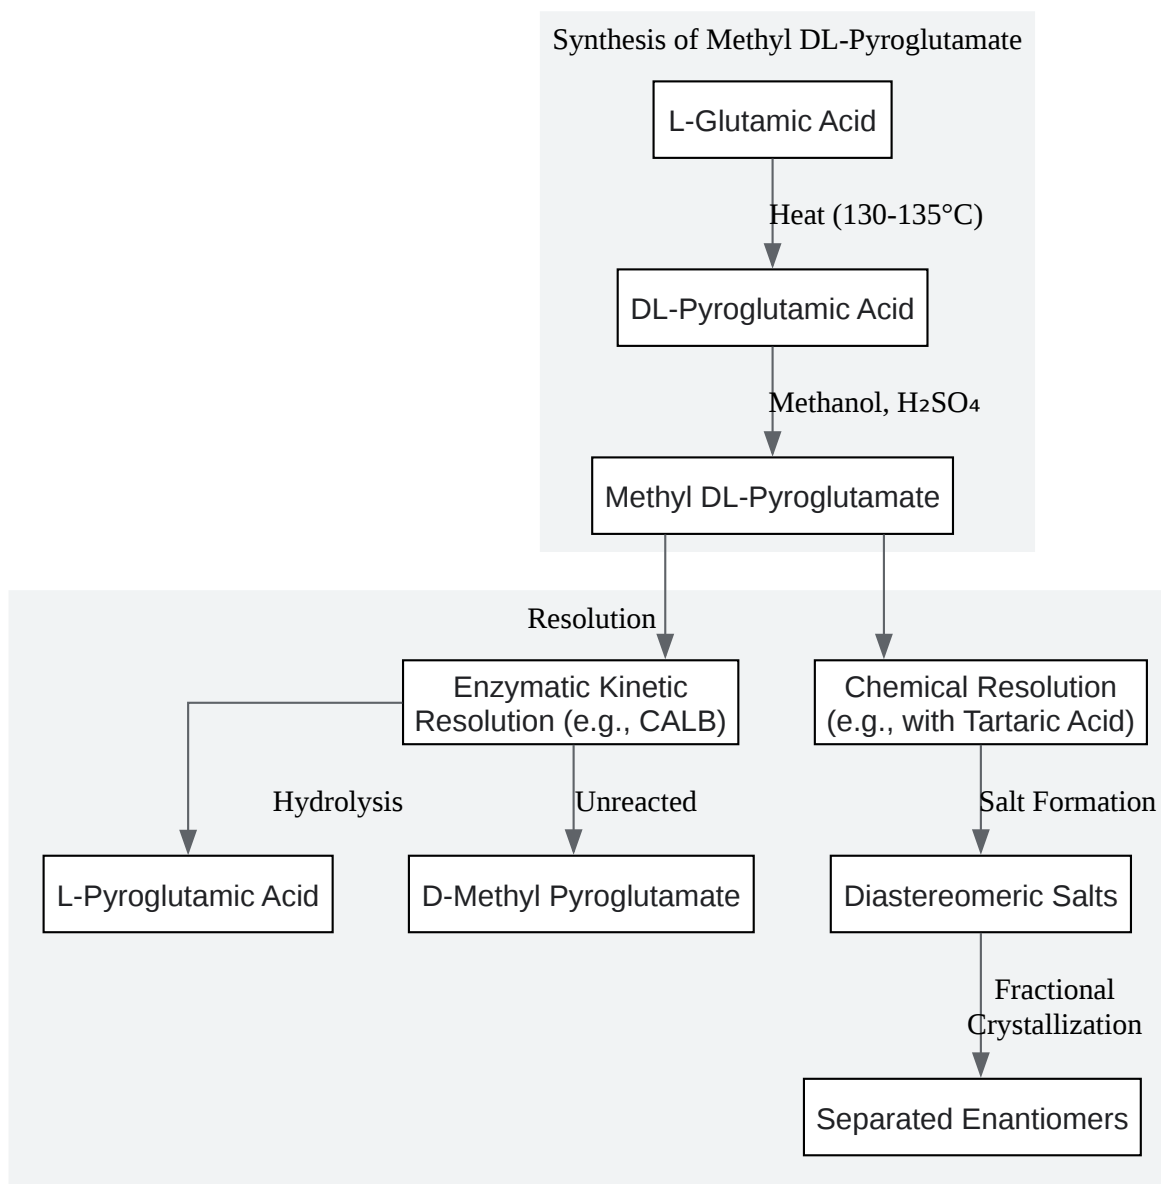 Synthesis of Methyl DL-Pyroglutamate
L-Glutamic Acid
Heat (130-135°C)
DL-Pyroglutamic Acid
Methanol, H₂SO₄
Methyl DL-Pyroglutamate
Resolution
Enzymatic Kinetic
Resolution (e.g., CALB)
Chemical Resolution
(e.g., with Tartaric Acid)
Hydrolysis
Unreacted
Salt Formation
L-Pyroglutamic Acid
D-Methyl Pyroglutamate
Diastereomeric Salts
Fractional
Crystallization
Separated Enantiomers